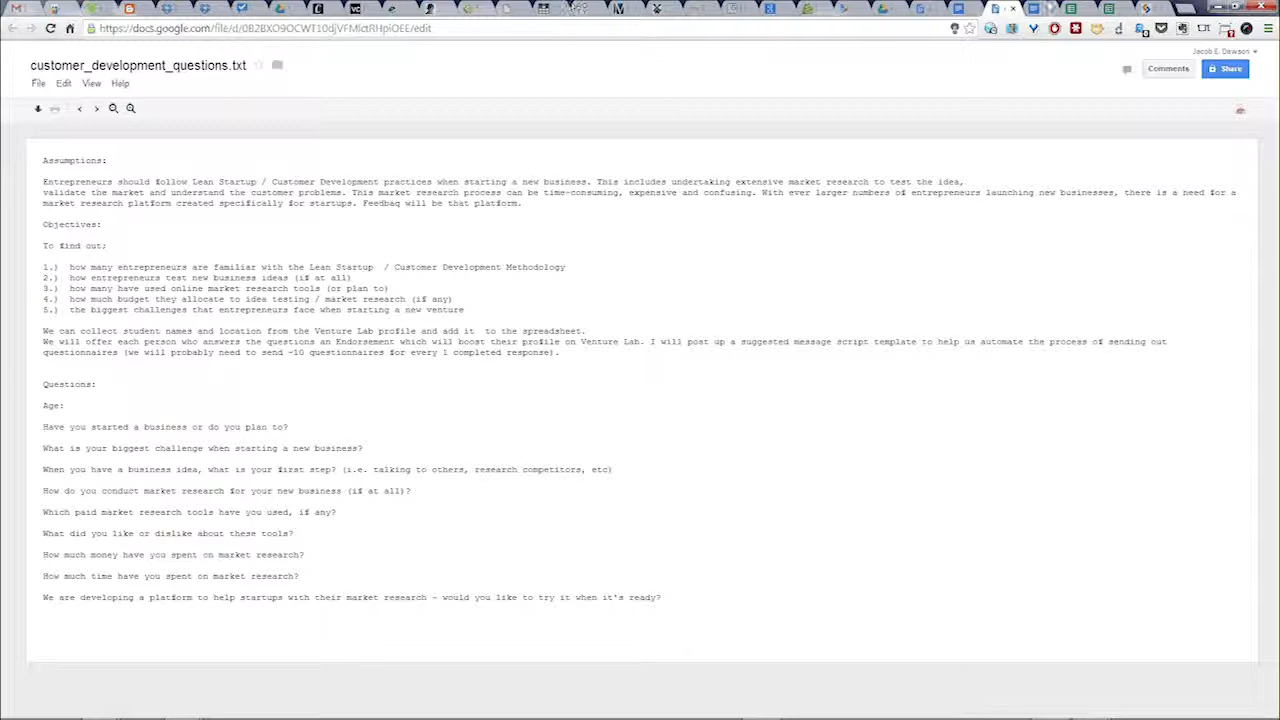 https://docs.google.com/file/d/0B2BXO9OCWT10djVFMlctRHpiOEE/edit
Jacob E. Dawson
customer_development_questions.txt
File Edit View Help
Comments
Share
Assumptions:
Entrepreneurs should follow Lean Startup / Customer Development practices when starting a new business. This includes undertaking extensive market research to test the idea,
validate the market and understand the customer problems. This market research process can be time-consuming, expensive and confusing. With ever larger numbers of entrepreneurs launching new businesses, there is a need for a
market research platform created specifically for startups. Feedbaq will be that platform.
Objectives:
To find out;
1.) how many entrepreneurs are familiar with the Lean Startup / Customer Development Methodology
2.) how entrepreneurs test new business ideas (if at all)
3.) how many have used online market research tools (or plan to)
4.) how much budget they allocate to idea testing / market research (if any)
5.) the biggest challenges that entrepreneurs face when starting a new venture
We can collect student names and location from the Venture Lab profile and add it to the spreadsheet.
We will offer each person who answers the questions an Endorsement which will boost their profile on Venture Lab. I will post up a suggested message script template to help us automate the process of sending out
questionnaires (we will probably need to send ~10 questionnaires for every 1 completed response).
Questions:
Age:
Have you started a business or do you plan to?
What is your biggest challenge when starting a new business?
When you have a business idea, what is your first step? (i.e. talking to others, research competitors, etc)
How do you conduct market research for your new business (if at all)?
Which paid market research tools have you used, if any?
What did you like or dislike about these tools?
How much money have you spent on market research?
How much time have you spent on market research?
We are developing a platform to help startups with their market research - would you like to try it when it's ready?